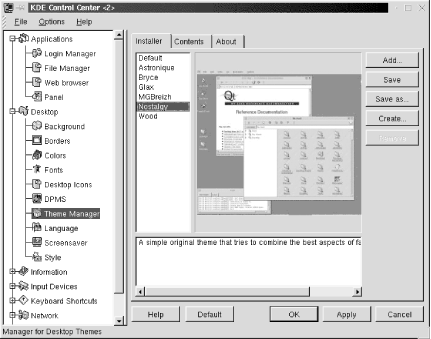 KDE Control Center <2>
File Options Help
Applications
Login Manager
File Manager
Web browser
Panel
Desktop
Background
Borders
Colors
Fonts
Desktop Icons
DPMS
Theme Manager
Language
Screensaver
Style
Information
Input Devices
Keyboard Shortcuts
Network
Installer Contents About
Default
Astronique
Bryce
Glax
MGBreizh
Nostalgy
Wood
Qt
Reference Documentation
Add...
Save
Save as...
Create...
A simple original theme that tries to combine the best aspects of fa
Help Default OK Apply Cancel
Manager for Desktop Themes